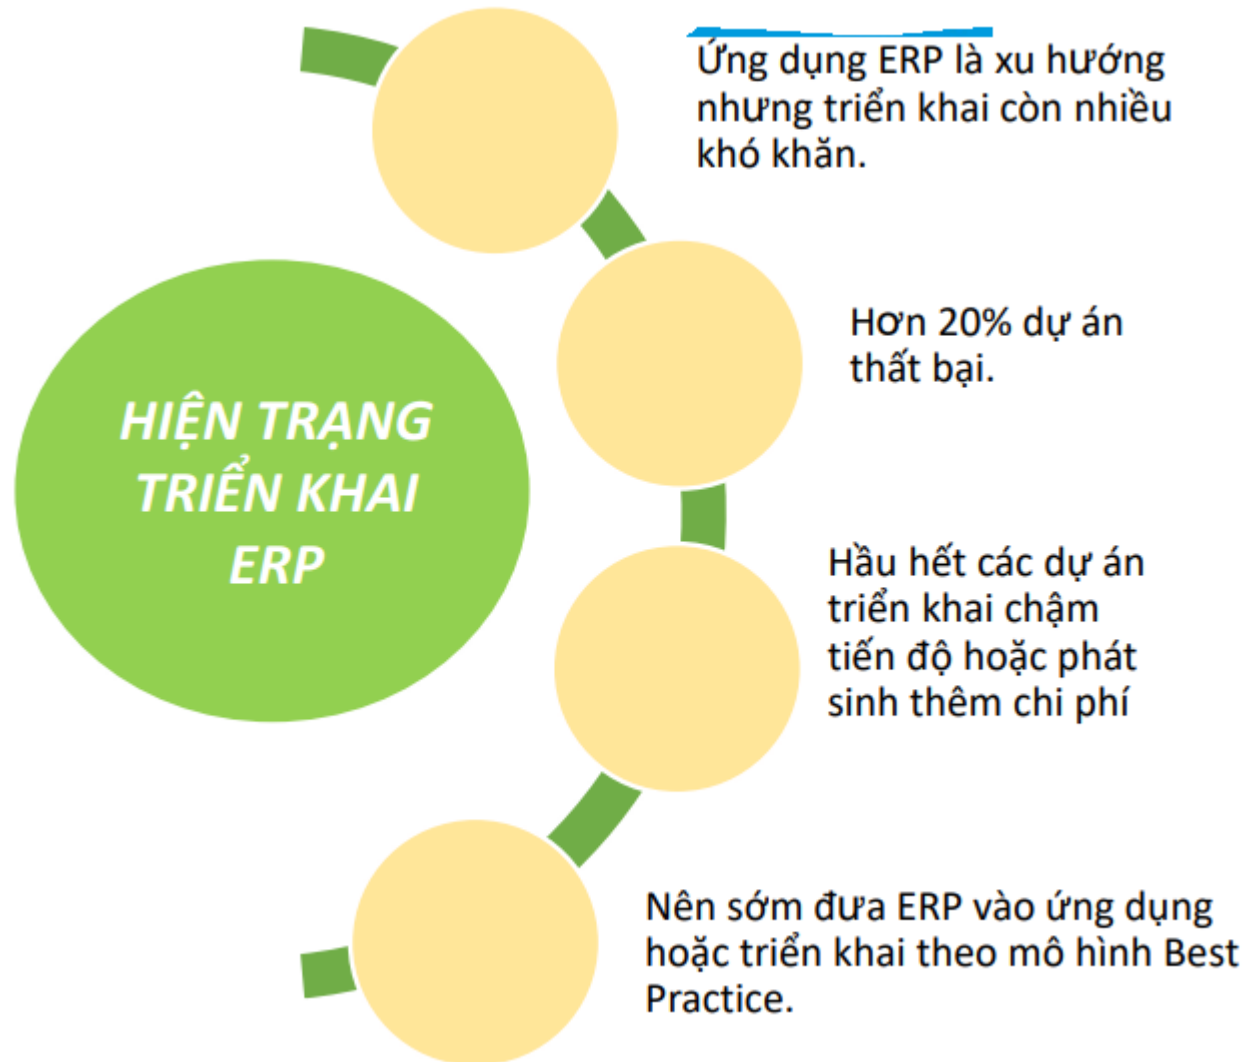 Ứng dụng ERP là xu hướng
nhưng triển khai còn nhiều
khó khăn.
Hơn 20% dự án
thất bại.
HIỆN TRẠNG
TRIỂN KHAI
ERP
Hầu hết các dự án
triển khai chậm
tiến độ hoặc phát
sinh thêm chi phí
Nên sớm đưa ERP vào ứng dụng
hoặc triển khai theo mô hình Best
Practice.